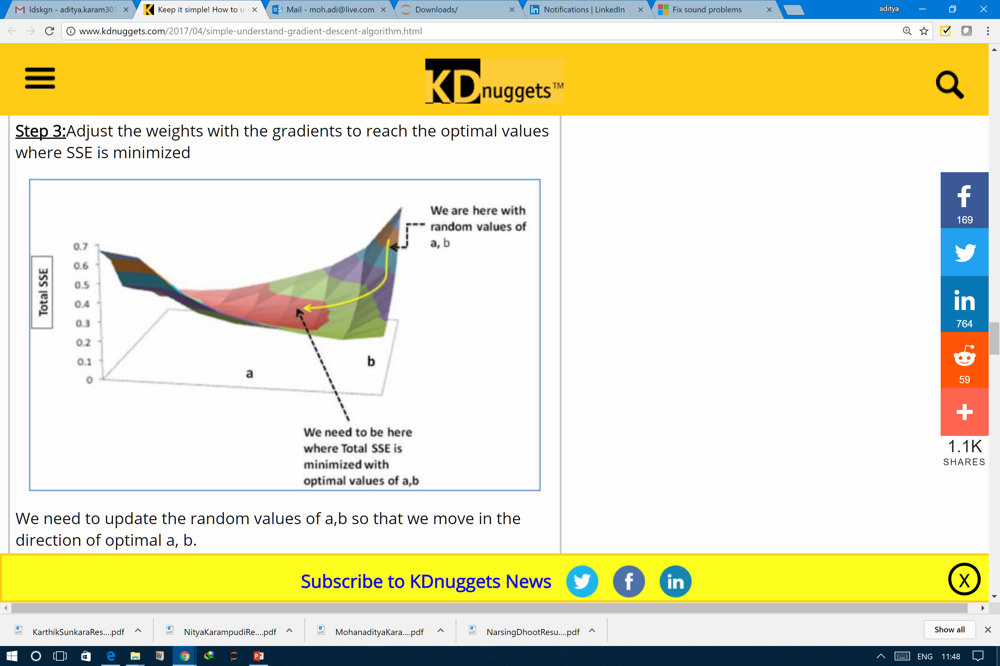 ldskgn - aditya.karam301
Keep it simple! How to u
Mail - moh.adi@live.com
Downloads/
Notifications | LinkedIn
Fix sound problems
aditya
www.kdnuggets.com/2017/04/simple-understand-gradient-descent-algorithm.html
KDnuggets™
Step 3:Adjust the weights with the gradients to reach the optimal values
where SSE is minimized
We are here with
random values of
a, b
Total SSE
0.7
0.6
0.5
0.4
0.3
0.2
0.1
0
a
b
We need to be here
where Total SSE is
minimized with
optimal values of a,b
169
764
59
1.1K
SHARES
We need to update the random values of a,b so that we move in the
direction of optimal a, b.
Subscribe to KDnuggets News
X
KarthikSunkaraRes....pdf
NityaKarampudiRe....pdf
MohanadityaKara....pdf
NarsingDhootResu....pdf
Show all
ENG
11:48